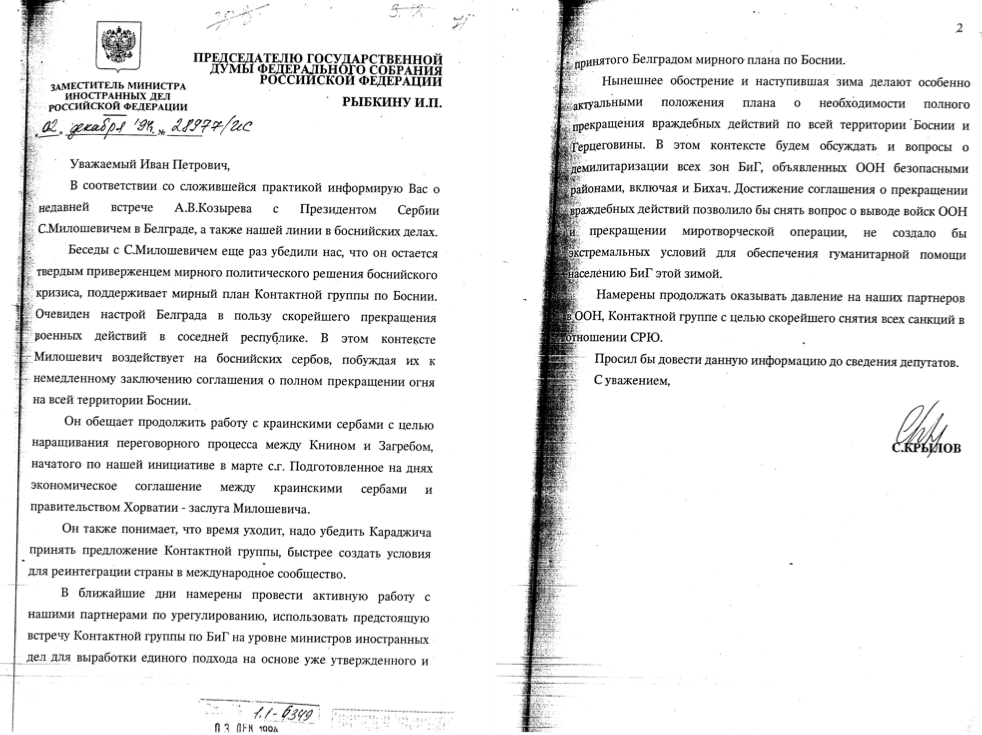 ЗАМЕСТИТЕЛЬ МИНИСТРА
ИНОСТРАННЫХ ДЕЛ
РОССИЙСКОЙ ФЕДЕРАЦИИ
02 декабря '94 № 28977/гс
ПРЕДСЕДАТЕЛЮ ГОСУДАРСТВЕННОЙ
ДУМЫ ФЕДЕРАЛЬНОГО СОБРАНИЯ
РОССИЙСКОЙ ФЕДЕРАЦИИ
РЫБКИНУ И.П.
Уважаемый Иван Петрович,
В соответствии со сложившейся практикой информирую Вас о
недавней встрече А.В.Козырева с Президентом Сербии
С.Милошевичем в Белграде, а также нашей линии в боснийских делах.
Беседы с С.Милошевичем еще раз убедили нас, что он остается
твердым приверженцем мирного политического решения боснийского
кризиса, поддерживает мирный план Контактной группы по Боснии.
Очевиден настрой Белграда в пользу скорейшего прекращения
военных действий в соседней республике. В этом контексте
Милошевич воздействует на боснийских сербов, побуждая их к
немедленному заключению соглашения о полном прекращении огня
на всей территории Боснии.
Он обещает продолжить работу с краинскими сербами с целью
наращивания переговорного процесса между Книном и Загребом,
начатого по нашей инициативе в марте с.г. Подготовленное на днях
экономическое соглашение между краинскими сербами и
правительством Хорватии - заслуга Милошевича.
Он также понимает, что время уходит, надо убедить Караджича
принять предложение Контактной группы, быстрее создать условия
для реинтеграции страны в международное сообщество.
В ближайшие дни намерены провести активную работу с
нашими партнерами по урегулированию, использовать предстоящую
встречу Контактной группы по БиГ на уровне министров иностранных
дел для выработки единого подхода на основе уже утвержденного и
1.1-6349
03 ДЕК 1994
2
принятого Белградом мирного плана по Боснии.
Нынешнее обострение и наступившая зима делают особенно
актуальными положения плана о необходимости полного
прекращения враждебных действий по всей территории Боснии и
Герцеговины. В этом контексте будем обсуждать и вопросы о
демилитаризации всех зон БиГ, объявленных ООН безопасными
районами, включая и Бихач. Достижение соглашения о прекращении
враждебных действий позволило бы снять вопрос о выводе войск ООН
и прекращении миротворческой операции, не создало бы
экстремальных условий для обеспечения гуманитарной помощи
населению БиГ этой зимой.
Намерены продолжать оказывать давление на наших партнеров
в ООН, Контактной группе с целью скорейшего снятия всех санкций в
отношении СРЮ.
Просил бы довести данную информацию до сведения депутатов.
С уважением,
С.КРЫЛОВ